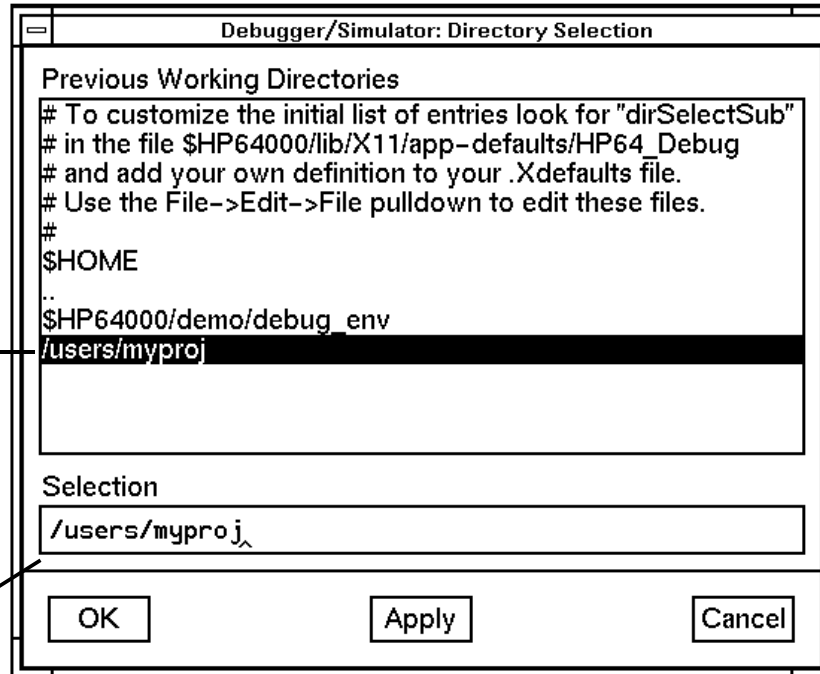 Debugger/Simulator: Directory Selection
Previous Working Directories
# To customize the initial list of entries look for "dirSelectSub"
# in the file $HP64000/lib/X11/app-defaults/HP64_Debug
# and add your own definition to your .Xdefaults file.
# Use the File->Edit->File pulldown to edit these files.
#
$HOME
..
$HP64000/demo/debug_env
/users/myproj
Selection
/users/myproj
OK
Apply
Cancel